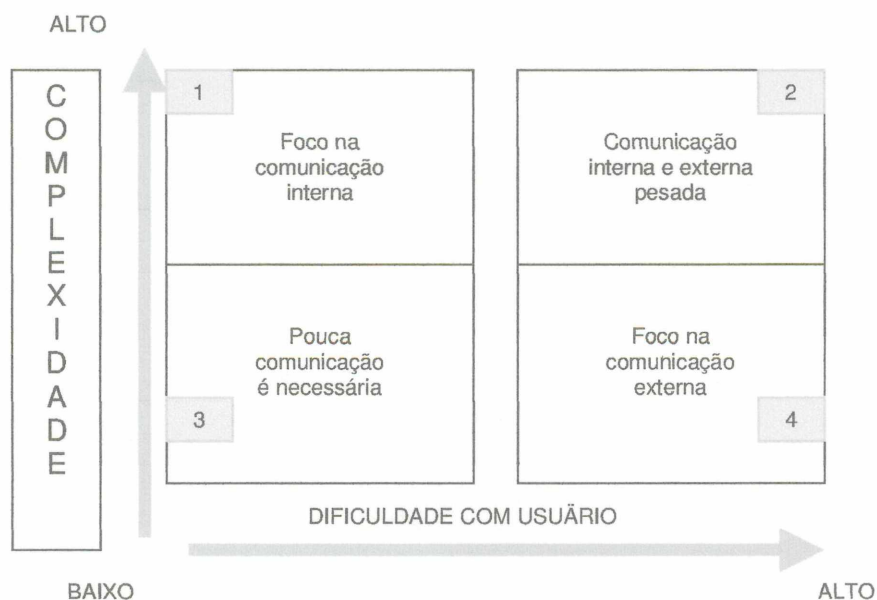 ALTO
COMPLEXIDADE
1
Foco na
comunicação
interna
2
Comunicação
interna e externa
pesada
3
Pouca
comunicação
é necessária
4
Foco na
comunicação
externa
DIFICULDADE COM USUÁRIO
BAIXO
ALTO